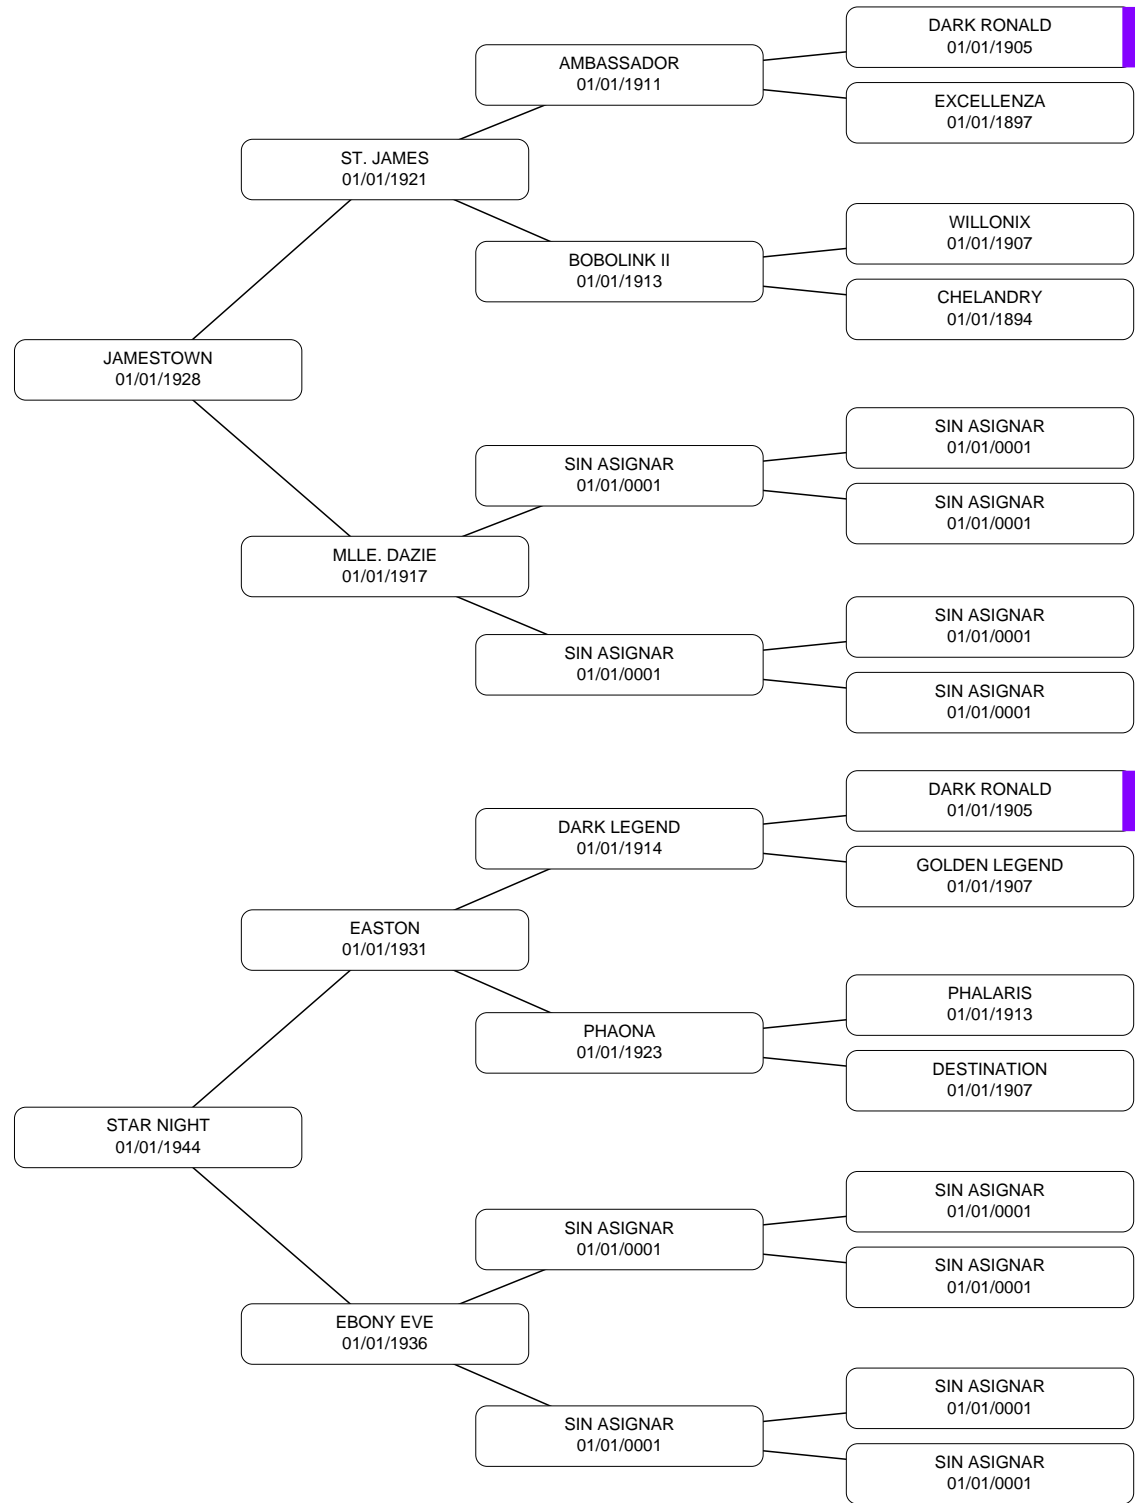 DARK RONALD
01/01/1905
AMBASSADOR
01/01/1911
EXCELLENZA
01/01/1897
ST. JAMES
01/01/1921
WILLONIX
01/01/1907
BOBOLINK II
01/01/1913
CHELANDRY
01/01/1894
JAMESTOWN
01/01/1928
SIN ASIGNAR
01/01/0001
SIN ASIGNAR
01/01/0001
SIN ASIGNAR
01/01/0001
MLLE. DAZIE
01/01/1917
SIN ASIGNAR
01/01/0001
SIN ASIGNAR
01/01/0001
SIN ASIGNAR
01/01/0001
DARK RONALD
01/01/1905
DARK LEGEND
01/01/1914
GOLDEN LEGEND
01/01/1907
EASTON
01/01/1931
PHALARIS
01/01/1913
PHAONA
01/01/1923
DESTINATION
01/01/1907
STAR NIGHT
01/01/1944
SIN ASIGNAR
01/01/0001
SIN ASIGNAR
01/01/0001
SIN ASIGNAR
01/01/0001
EBONY EVE
01/01/1936
SIN ASIGNAR
01/01/0001
SIN ASIGNAR
01/01/0001
SIN ASIGNAR
01/01/0001